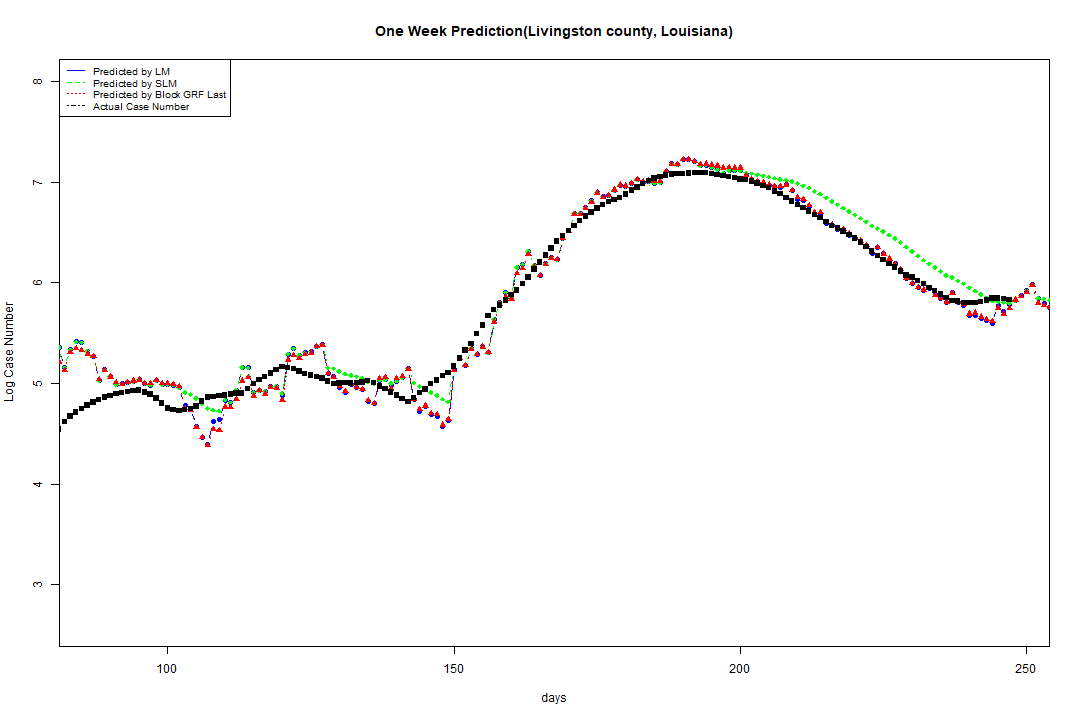 One Week Prediction(Livingston county, Louisiana)
Predicted by LM
Predicted by SLM
Predicted by Block GRF Last
Actual Case Number
8
7
6
5
4
3
Log Case Number
100 150 200 250
days